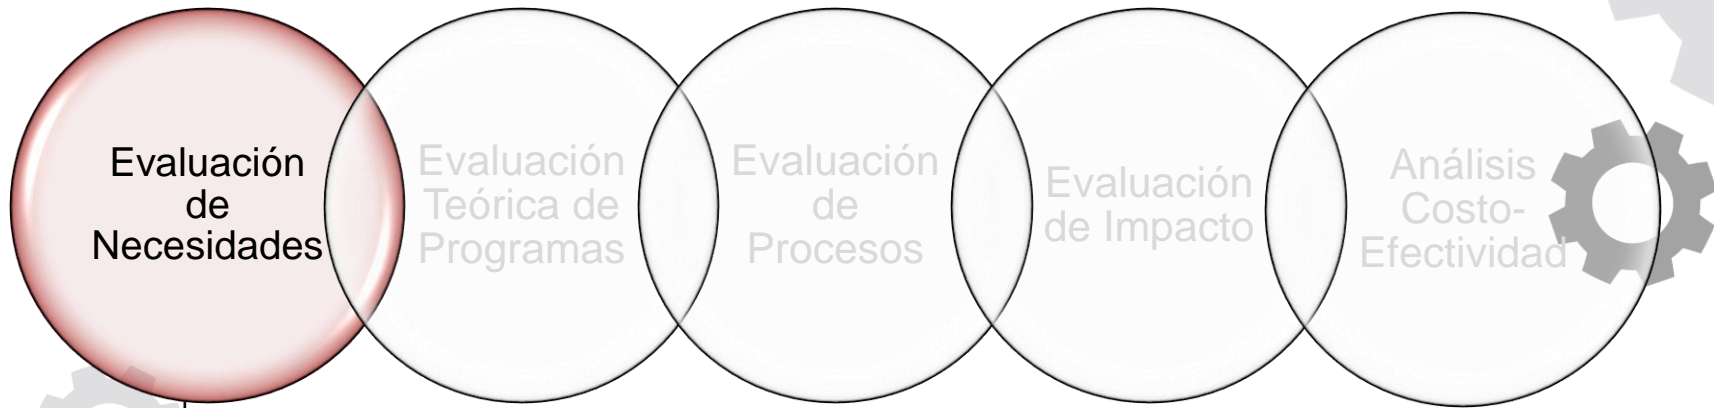 Evaluación
de
Necesidades
Evaluación
Teórica de
Programas
Evaluación
de
Procesos
Evaluación
de Impacto
Análisis
Costo-
Efectividad